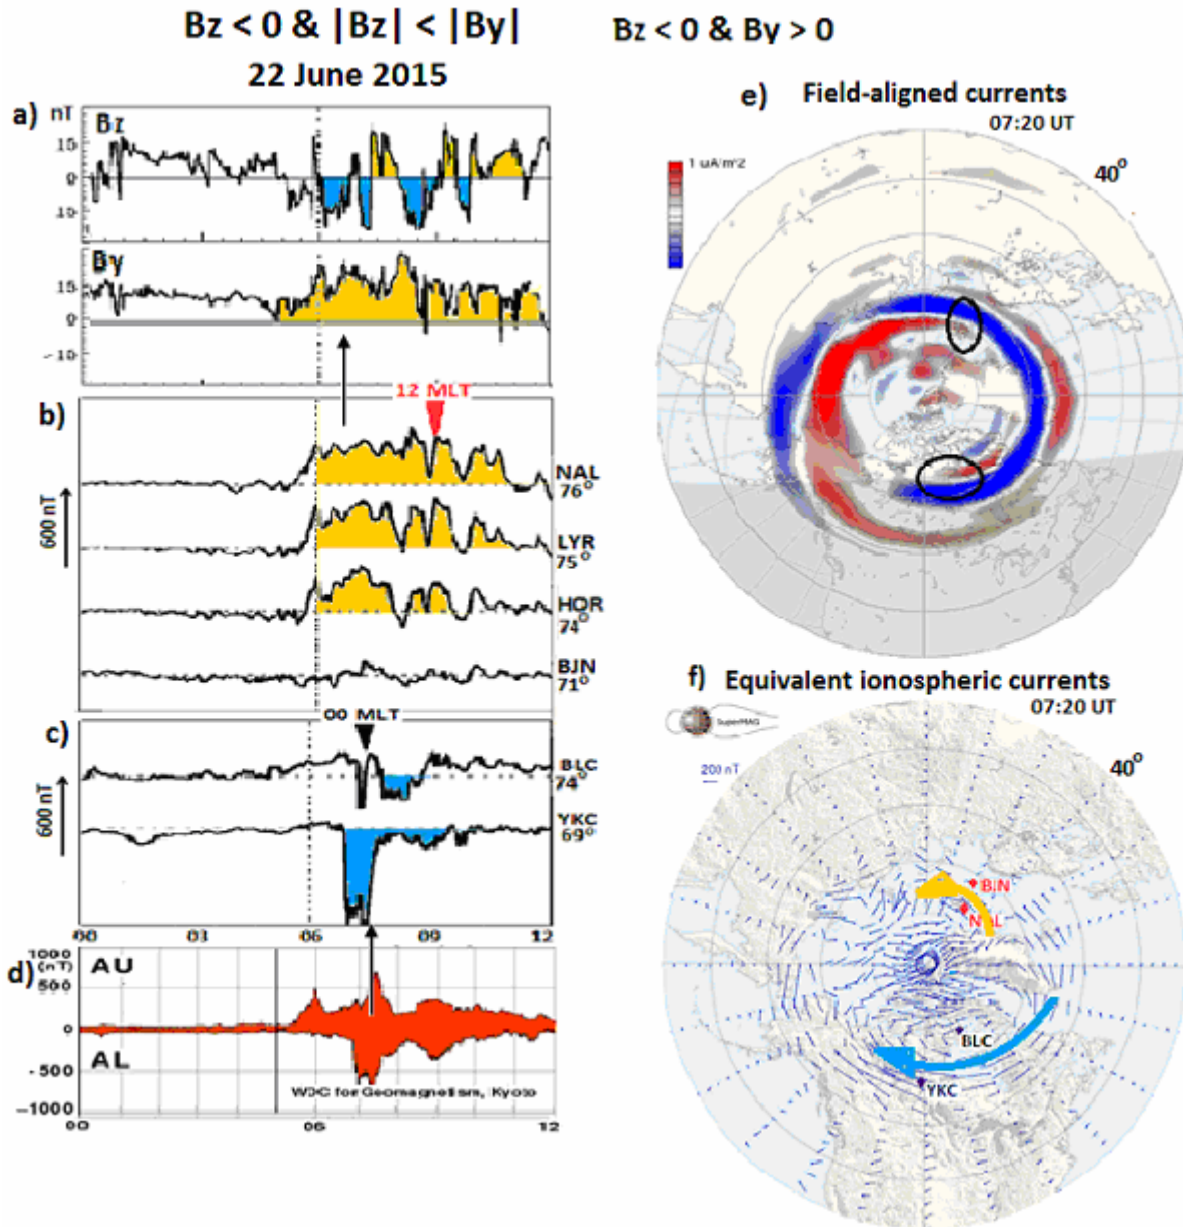 Bz < 0 & |Bz| < |By|
Bz < 0 & By > 0
22 June 2015
a)
nT
Bz
15
0
10
By
15
0
-10
b)
12 MLT
NAL
76°
LYR
75°
HOR
74°
BJN
71°
600 nT
c)
00 MLT
BLC
74°
YKC
69°
600 nT
00
03
06
09
12
d)
1000
(nT)
500
0
-500
-1000
AU
AL
WDC for Geomagnetism, Kyoto
00
06
12
e)
Field-aligned currents
07:20 UT
1 uA/m^2
40°
f)
Equivalent ionospheric currents
07:20 UT
SuperMAG
200 nT
40°
BJN
NAL
BLC
YKC